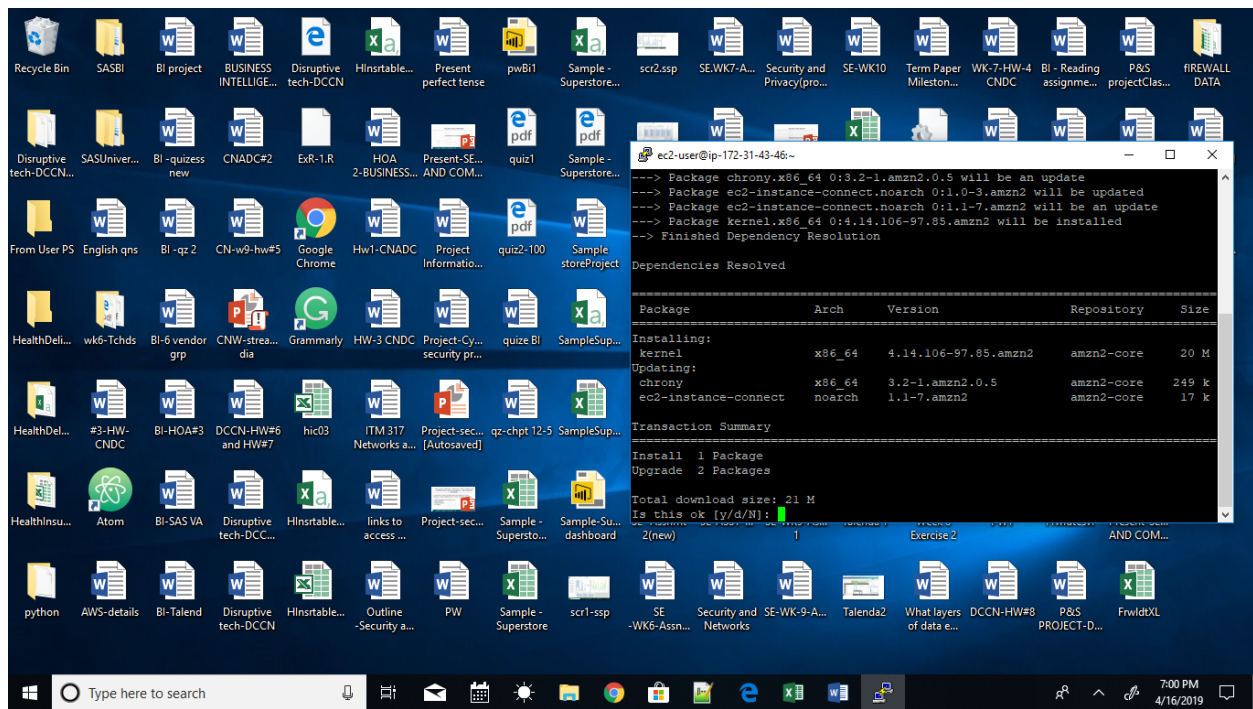 Recycle Bin
SASBI
BI project
BUSINESS
INTELLIGE...
Disruptive
tech-DCCN
HInsrtable...
Present
perfect tense
pwBi1
Sample -
Superstore...
scr2.ssp
SE.WK7-A...
Security and
Privacy(pro...
SE-WK10
Term Paper
Mileston...
WK-7-HW-4
CNDC
BI - Reading
assignme...
P&S
projectClas...
fIREWALL
DATA
Disruptive
tech-DCCN...
SASUniver...
BI -quizess
new
CNADC#2
ExR-1.R
HOA
2-BUSINESS...
Present-SE...
AND COM...
quiz1
Sample -
Superstore...
From User PS
English qns
BI -qz 2
CN-w9-hw#5
Google
Chrome
Hw1-CNADC
Project
Informatio...
quiz2-100
Sample
storeProject
HealthDeli...
wk6-Tchds
BI-6 vendor
grp
CNW-strea...
dia
Grammarly
HW-3 CNDC
Project-Cy...
security pr...
quize BI
SampleSup...
HealthDel...
#3-HW-
CNDC
BI-HOA#3
DCCN-HW#6
and HW#7
hic03
ITM 317
Networks a...
Project-sec...
[Autosaved]
qz-chpt 12-5
SampleSup...
HealthInsu...
Atom
BI-SAS VA
Disruptive
tech-DCC...
HInsrtable...
links to
access ...
Project-sec...
Sample -
Supersto...
Sample-Su...
dashboard
2(new)
1
Exercise 2
AND COM...
python
AWS-details
BI-Talend
Disruptive
tech-DCCN
HInsrtable...
Outline
-Security a...
PW
Sample -
Superstore
scr1-ssp
SE
-WK6-Assn...
Security and
Networks
SE-WK-9-A...
Talenda2
What layers
of data e...
DCCN-HW#8
P&S
PROJECT-D...
FrwldtXL
ec2-user@ip-172-31-43-46:~
---> Package chrony.x86_64 0:3.2-1.amzn2.0.5 will be an update
---> Package ec2-instance-connect.noarch 0:1.0-3.amzn2 will be updated
---> Package ec2-instance-connect.noarch 0:1.1-7.amzn2 will be an update
---> Package kernel.x86_64 0:4.14.106-97.85.amzn2 will be installed
--> Finished Dependency Resolution
Dependencies Resolved
Package Arch Version Repository Size
Installing:
kernel x86_64 4.14.106-97.85.amzn2 amzn2-core 20 M
Updating:
chrony x86_64 3.2-1.amzn2.0.5 amzn2-core 249 k
ec2-instance-connect noarch 1.1-7.amzn2 amzn2-core 17 k
Transaction Summary
Install 1 Package
Upgrade 2 Packages
Total download size: 21 M
Is this ok [y/d/N]:
Type here to search
7:00 PM
4/16/2019